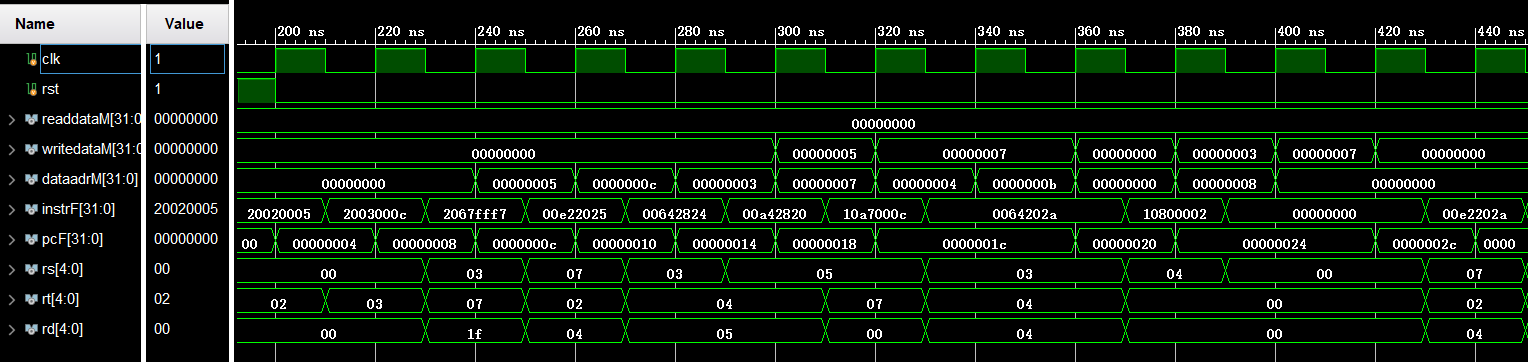 Name Value 200 ns 220 ns 240 ns 260 ns 280 ns 300 ns 320 ns 340 ns 360 ns 380 ns 400 ns 420 ns 440 ns
clk 1
rst 1
readdataM[31:0 00000000 00000000
writedataM[31:0 00000000 00000000 00000005 00000007 00000000 00000003 00000007 00000000
dataadrM[31:0] 00000000 00000000 00000005 0000000c 00000003 00000007 00000004 0000000b 00000000 00000008 00000000
instrF[31:0] 20020005 20020005 2003000c 2067fff7 00e22025 00642824 00a42820 10a7000c 0064202a 10800002 00000000 00e2202a
pcF[31:0] 00000000 00 00000004 00000008 0000000c 00000010 00000014 00000018 0000001c 00000020 00000024 0000002c 0000
rs[4:0] 00 00 03 07 03 05 03 04 00 07
rt[4:0] 02 02 03 07 02 04 07 04 00 02
rd[4:0] 00 00 1f 04 05 00 04 00 04